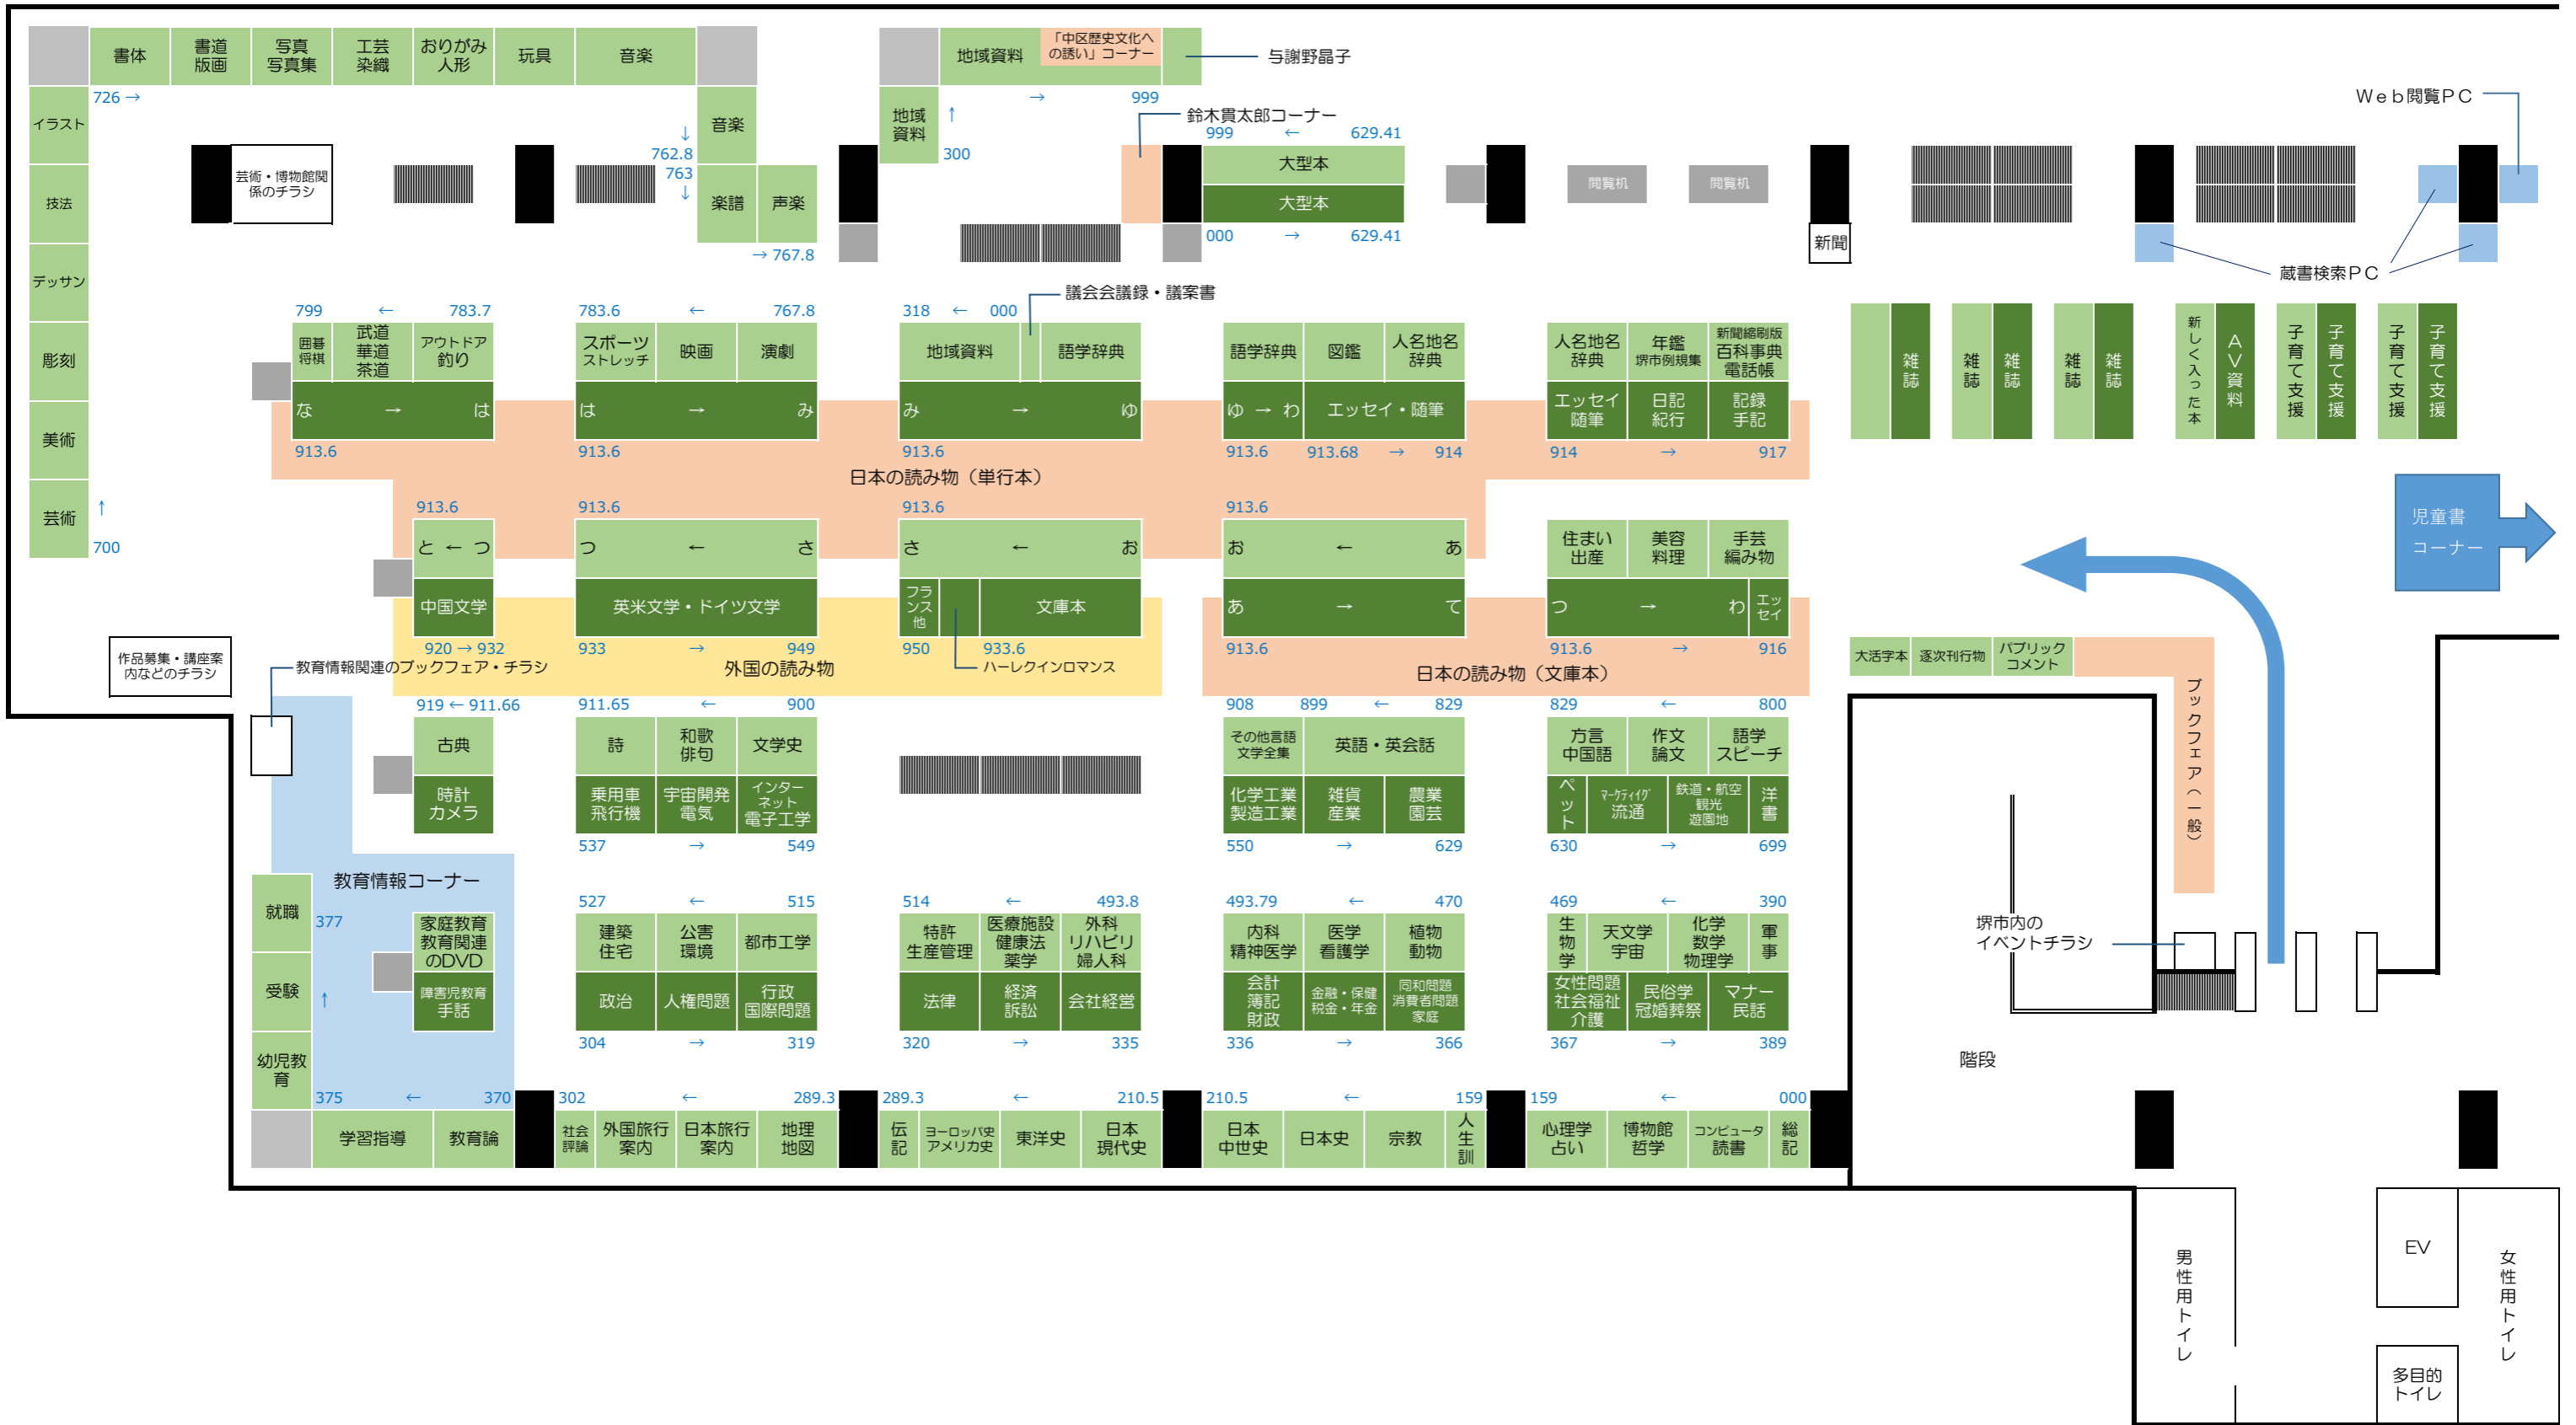 書体
書道
版画
写真
写真集
工芸
染織
おりがみ
人形
玩具
音楽
地域資料
「中区歴史文化へ
の誘い」コーナー
与謝野晶子
726 →
→ 999
イラスト
音楽
地域
資料
↑
300
鈴木貫太郎コーナー
Web閲覧PC
↓
762.8
763
↓
999 ← 629.41
大型本
大型本
000 → 629.41
芸術・博物館関
係のチラシ
閲覧机
閲覧机
技法
楽譜
声楽
→ 767.8
新聞
蔵書検索PC
デッサン
議会会議録・議案書
799 ← 783.7
783.6 ← 767.8
318 ← 000
彫刻
囲碁
将棋
武道
華道
茶道
アウトドア
釣り
スポーツ
ストレッチ
映画
演劇
地域資料
語学辞典
語学辞典
図鑑
人名地名
辞典
人名地名
辞典
年鑑
堺市例規集
新聞縮刷版
百科事典
電話帳
雑誌
雑誌
雑誌
雑誌
雑誌
新しく入った本
AV資料
子育て支援
子育て支援
子育て支援
子育て支援
な → は
は → み
み → ゆ
ゆ → わ
エッセイ・随筆
エッセイ
随筆
日記
紀行
記録
手記
美術
913.6
913.6
913.6
913.6 913.68 → 914
914 → 917
日本の読み物（単行本）
芸術
↑
700
913.6
913.6
913.6
913.6
と ← つ
つ ← さ
さ ← お
お ← あ
住まい
出産
美容
料理
手芸
編み物
児童書
コーナー
中国文学
英米文学・ドイツ文学
フラ
ンス
他
文庫本
あ → て
つ → わ
エッ
セイ
920 → 932
933 → 949
950 933.6
913.6
913.6 → 916
作品募集・講座案
内などのチラシ
教育情報関連のブックフェア・チラシ
外国の読み物
ハーレクインロマンス
日本の読み物（文庫本）
大活字本
逐次刊行物
パブリック
コメント
ブックフェア（一般）
919 ← 911.66
911.65 ← 900
908 899 ← 829
829 ← 800
古典
詩
和歌
俳句
文学史
その他言語
文学全集
英語・英会話
方言
中国語
作文
論文
語学
スピーチ
時計
カメラ
乗用車
飛行機
宇宙開発
電気
インター
ネット
電子工学
化学工業
製造工業
雑貨
産業
農業
園芸
ペット
マーケティイグ
流通
鉄道・航空
観光
遊園地
洋書
537 → 549
550 → 629
630 → 699
教育情報コーナー
就職
377
527 ← 515
514 ← 493.8
493.79 ← 470
469 ← 390
家庭教育
教育関連
のDVD
建築
住宅
公害
環境
都市工学
特許
生産管理
医療施設
健康法
薬学
外科
リハビリ
婦人科
内科
精神医学
医学
看護学
植物
動物
生物学
天文学
宇宙
化学
数学
物理学
軍事
堺市内の
イベントチラシ
受験
↑
障害児教育
手話
政治
人権問題
行政
国際問題
法律
経済
訴訟
会社経営
会計
簿記
財政
金融・保健
税金・年金
同和問題
消費者問題
家庭
女性問題
社会福祉
介護
民俗学
冠婚葬祭
マナー
民話
304 → 319
320 → 335
336 → 366
367 → 389
階段
幼児教
育
375 ← 370
302 ← 289.3
289.3 ← 210.5
210.5 ← 159
159 ← 000
学習指導
教育論
社会
評論
外国旅行
案内
日本旅行
案内
地理
地図
伝記
ヨーロッパ史
アメリカ史
東洋史
日本
現代史
日本
中世史
日本史
宗教
人生訓
心理学
占い
博物館
哲学
コンピュータ
読書
総記
男性用トイレ
EV
女性用トイレ
多目的
トイレ